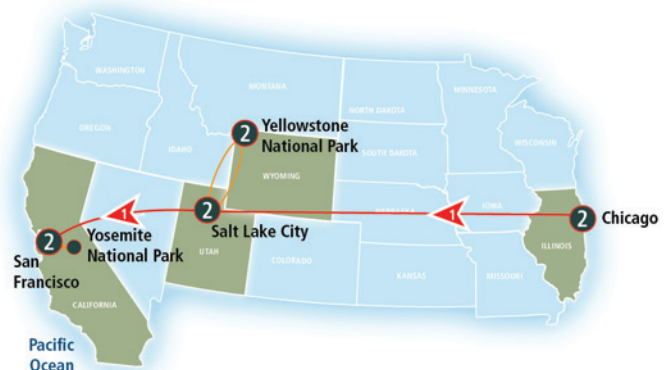 WASHINGTON
MONTANA
NORTH DAKOTA
MINNESOTA
OREGON
IDAHO
2
Yellowstone
National Park
SOUTH DAKOTA
WISCONSIN
WYOMING
NEBRASKA
IOWA
1
2
1
2
Chicago
Salt Lake City
2
Yosemite
National Park
San
Francisco
UTAH
COLORADO
KANSAS
MISSOURI
ILLINOIS
CALIFORNIA
Pacific
Ocean